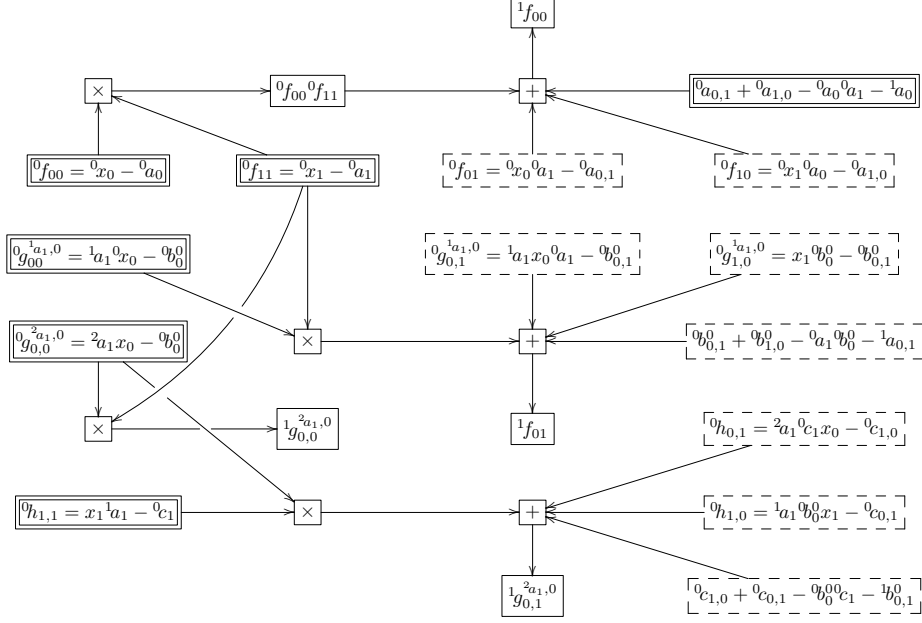 ¹f₀₀
×
⁰f₀₀⁰f₁₁
+
⁰a₀,₁ + ⁰a₁,₀ − ⁰a₀⁰a₁ − ¹a₀
⁰f₀₀ = ⁰x₀ − ⁰a₀
⁰f₁₁ = ⁰x₁ − ⁰a₁
⁰f₀₁ = ⁰x₀⁰a₁ − ⁰a₀,₁
⁰f₁₀ = ⁰x₁⁰a₀ − ⁰a₁,₀
⁰g₀₀^{¹a₁,0} = ¹a₁⁰x₀ − ⁰b₀⁰
⁰g₀,₁^{¹a₁,0} = ¹a₁x₀⁰a₁ − ⁰b₀,₁⁰
⁰g₁,₀^{¹a₁,0} = x₁⁰b₀⁰ − ⁰b₀,₁⁰
⁰g₀,₀^{²a₁,0} = ²a₁x₀ − ⁰b₀⁰
×
+
⁰b₀,₁⁰ + ⁰b₁,₀⁰ − ⁰a₁⁰b₀⁰ − ¹a₀,₁
×
¹g₀,₀^{²a₁,0}
¹f₀₁
⁰h₀,₁ = ²a₁⁰c₁x₀ − ⁰c₁,₀
⁰h₁,₁ = x₁¹a₁ − ⁰c₁
×
+
⁰h₁,₀ = ¹a₁⁰b₀⁰x₁ − ⁰c₀,₁
¹g₀,₁^{²a₁,0}
⁰c₁,₀ + ⁰c₀,₁ − ⁰b₀⁰⁰c₁ − ¹b₀,₁⁰